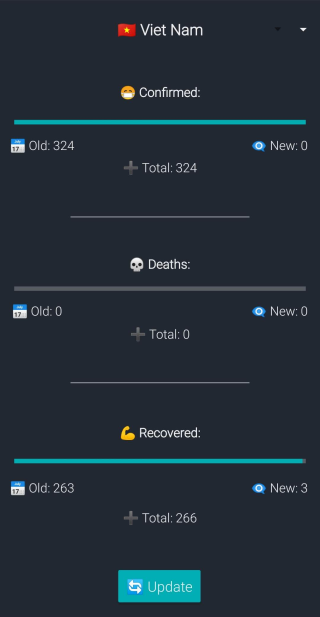 🇻🇳 Viet Nam
😷 Confirmed:
📅 Old: 324
👁️‍🗨️ New: 0
➕ Total: 324
💀 Deaths:
📅 Old: 0
👁️‍🗨️ New: 0
➕ Total: 0
💪 Recovered:
📅 Old: 263
👁️‍🗨️ New: 3
➕ Total: 266
🔄 Update